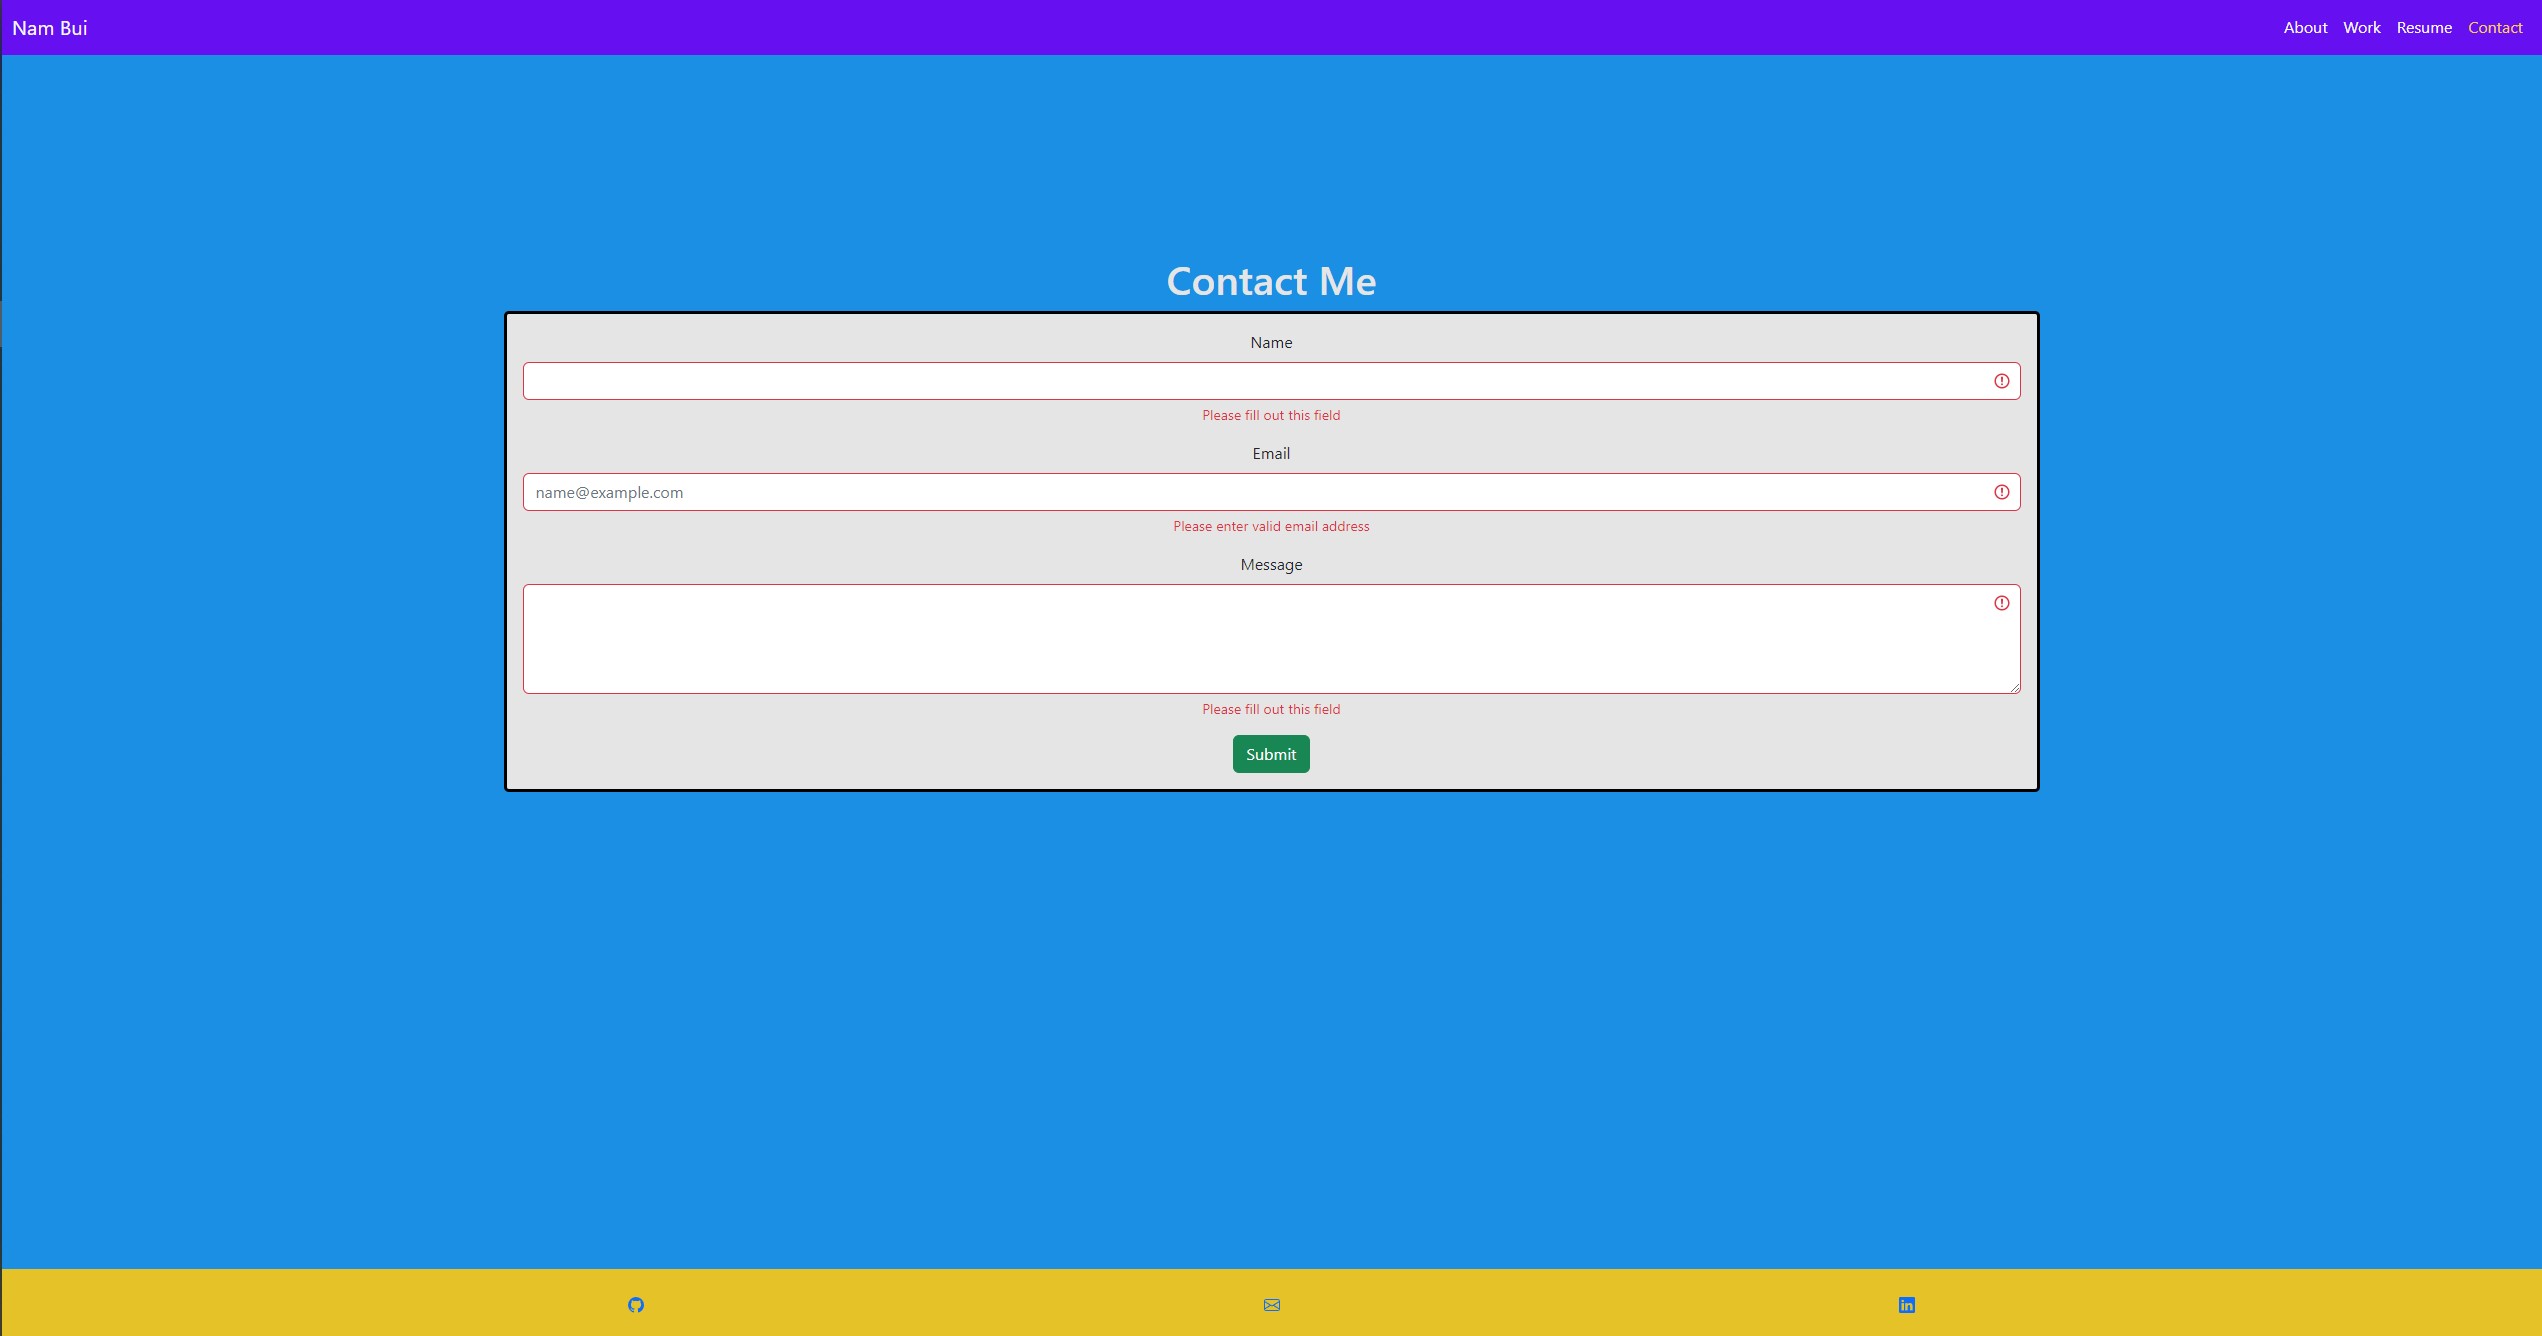 Nam Bui
About Work Resume Contact
Contact Me
Name
Please fill out this field
Email
name@example.com
Please enter valid email address
Message
Please fill out this field
Submit